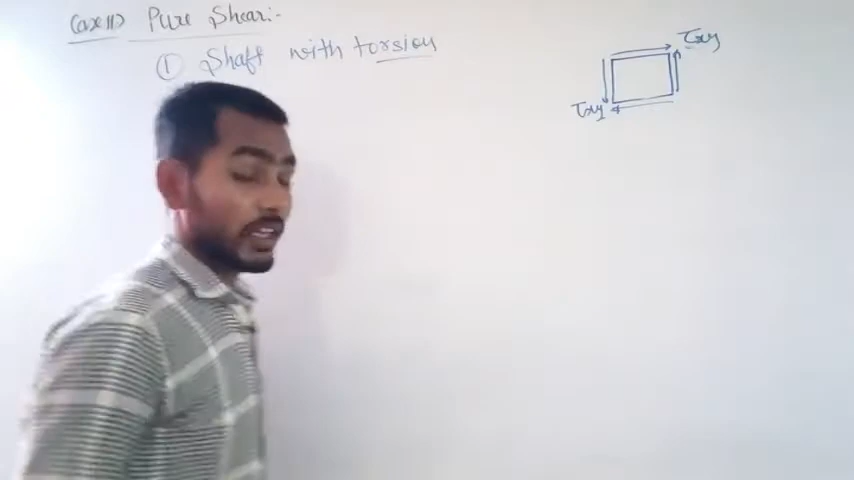 Case II) Pure Shear:-
① Shaft with torsion
τxy
τxy